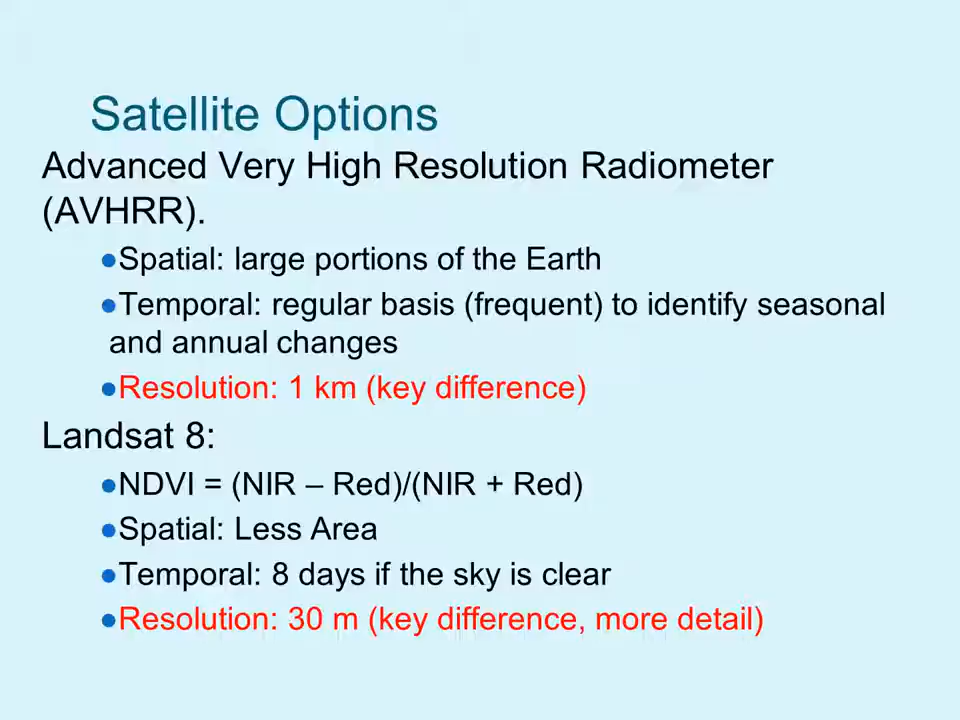 Satellite Options
Advanced Very High Resolution Radiometer
(AVHRR).
●Spatial: large portions of the Earth
●Temporal: regular basis (frequent) to identify seasonal
and annual changes
●Resolution: 1 km (key difference)
Landsat 8:
●NDVI = (NIR – Red)/(NIR + Red)
●Spatial: Less Area
●Temporal: 8 days if the sky is clear
●Resolution: 30 m (key difference, more detail)